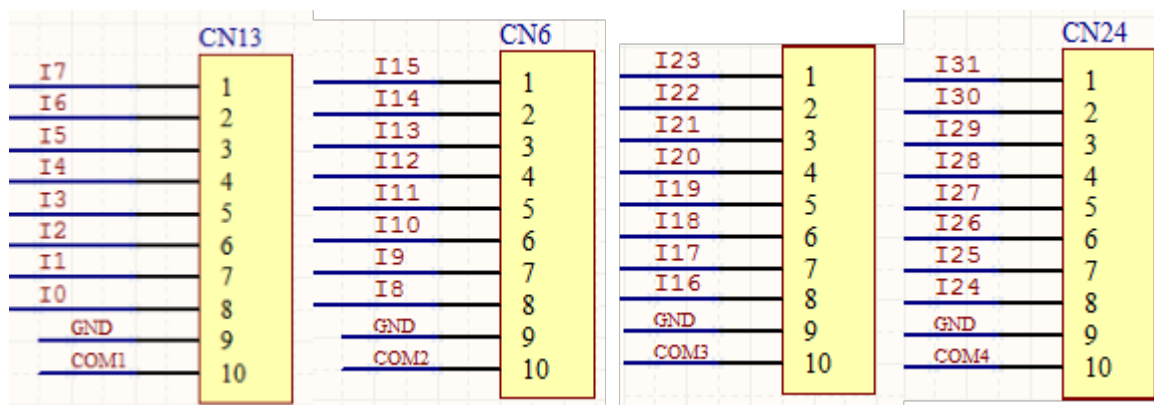 CN13
I7 1
I6 2
I5 3
I4 4
I3 5
I2 6
I1 7
I0 8
GND 9
COM1 10
CN6
I15 1
I14 2
I13 3
I12 4
I11 5
I10 6
I9 7
I8 8
GND 9
COM2 10
I23 1
I22 2
I21 3
I20 4
I19 5
I18 6
I17 7
I16 8
GND 9
COM3 10
CN24
I31 1
I30 2
I29 3
I28 4
I27 5
I26 6
I25 7
I24 8
GND 9
COM4 10